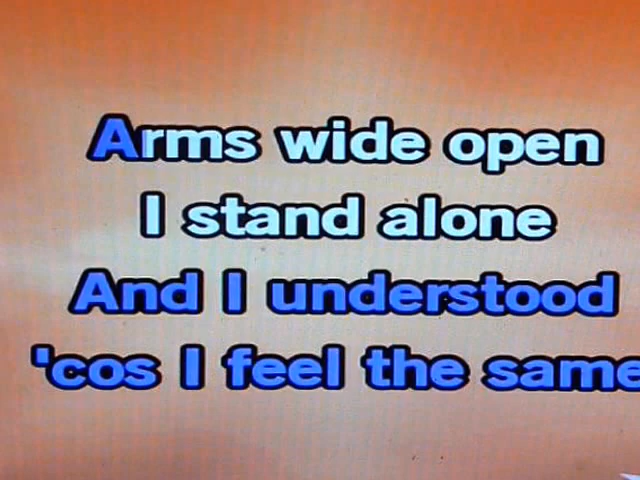 Arms wide open
I stand alone
And I understood
'cos I feel the same